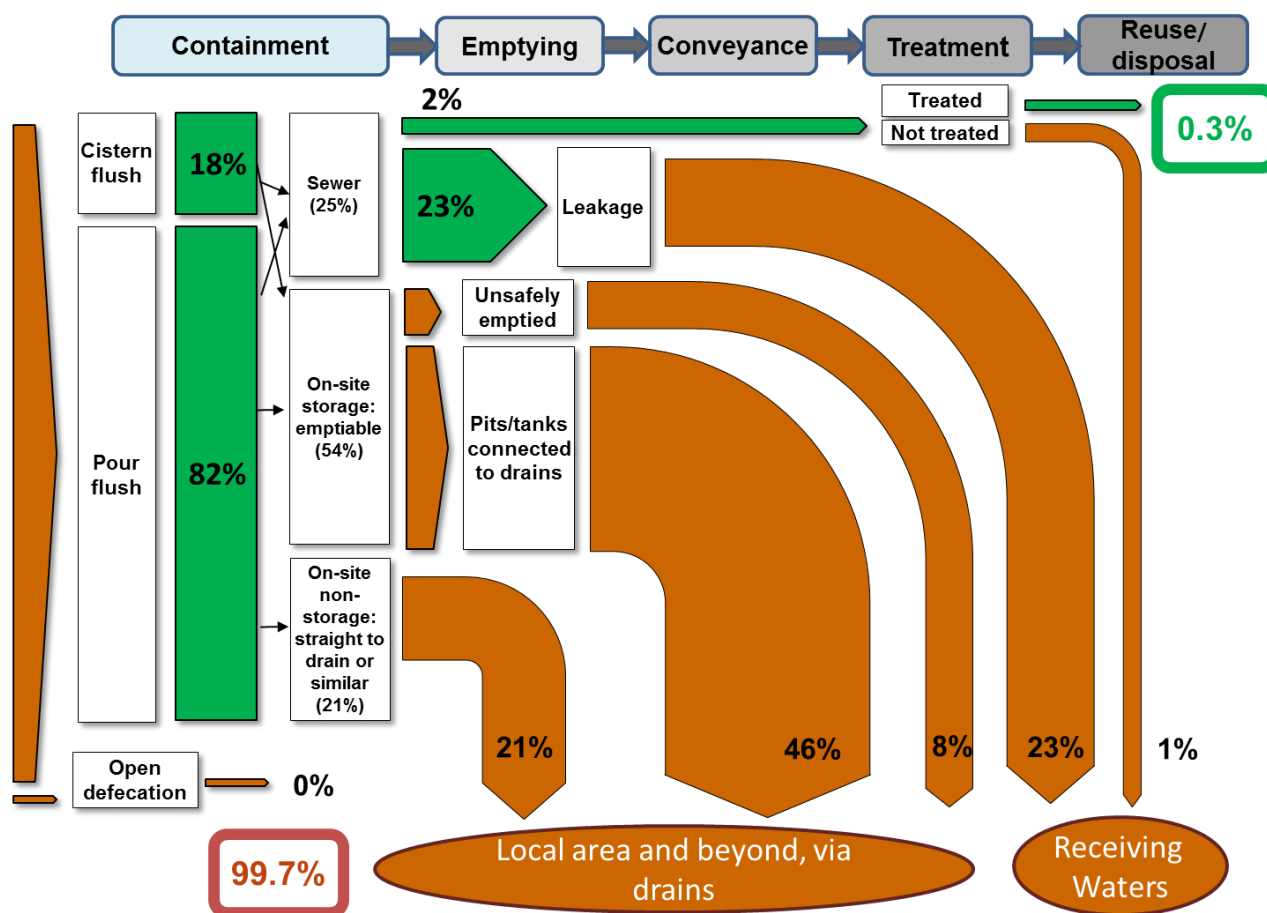 Containment
Emptying
Conveyance
Treatment
Reuse/
disposal
2%
Treated
Not treated
0.3%
Cistern
flush
18%
Sewer
(25%)
23%
Leakage
Unsafely
emptied
On-site
storage:
emptiable
(54%)
Pits/tanks
connected
to drains
Pour
flush
82%
On-site
non-
storage:
straight to
drain or
similar
(21%)
21%
46%
8%
23%
1%
Open
defecation
0%
99.7%
Local area and beyond, via
drains
Receiving
Waters